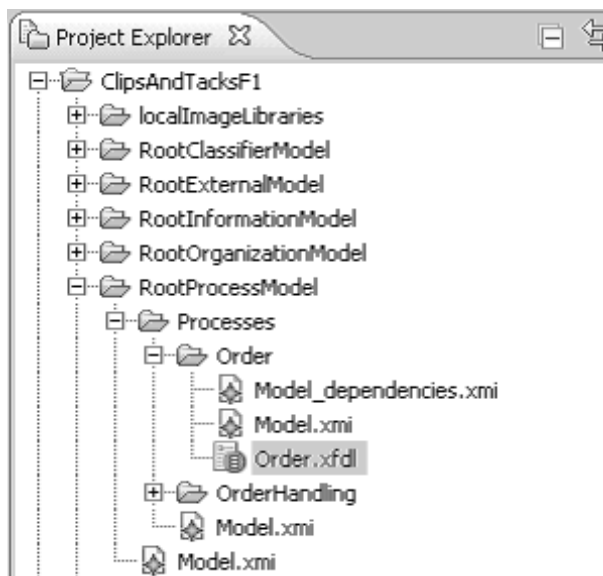 Project Explorer
ClipsAndTacksF1
localImageLibraries
RootClassifierModel
RootExternalModel
RootInformationModel
RootOrganizationModel
RootProcessModel
Processes
Order
Model_dependencies.xmi
Model.xmi
Order.xfdl
OrderHandling
Model.xmi
Model.xmi